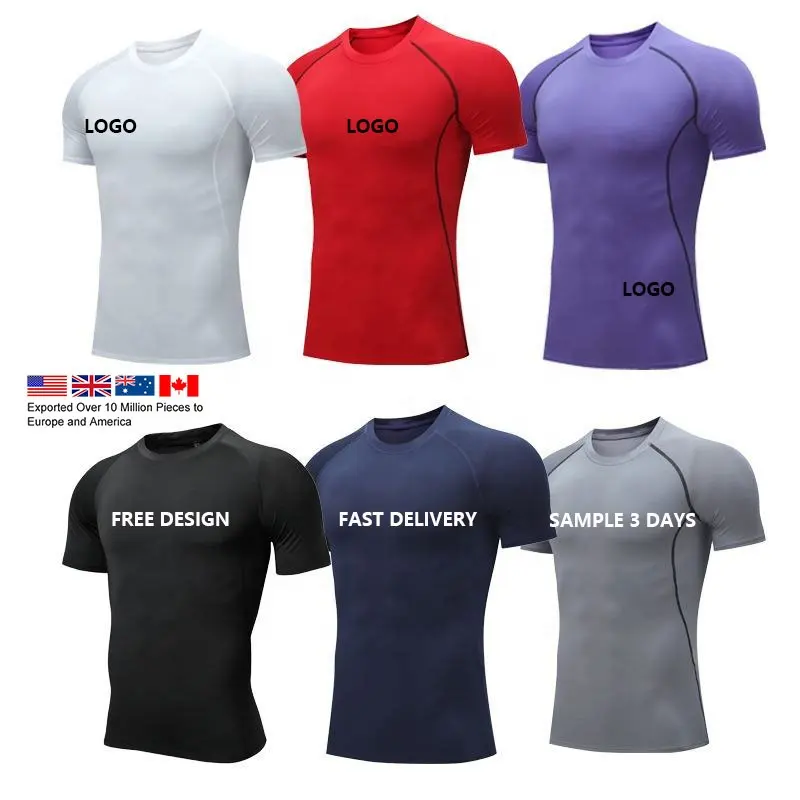 LOGO
LOGO
LOGO
Exported Over 10 Million Pieces to
Europe and America
FREE DESIGN
FAST DELIVERY
SAMPLE 3 DAYS